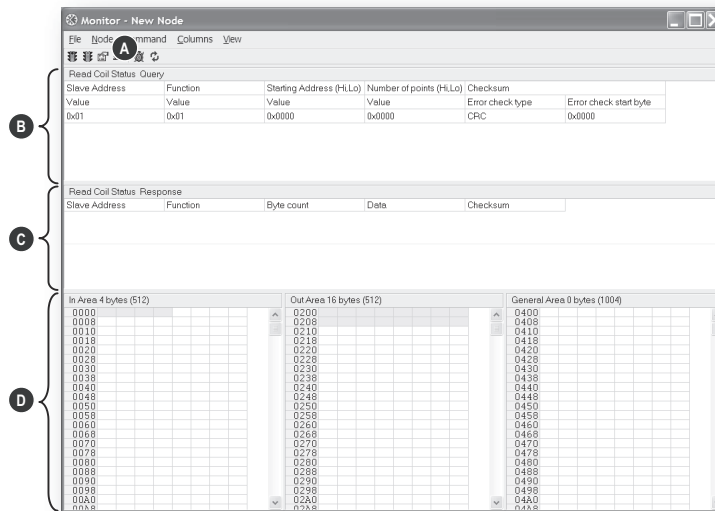 Monitor - New Node
File Node Command Columns View
A
Read Coil Status Query
Slave Address Function Starting Address (Hi,Lo) Number of points (Hi,Lo) Checksum
Value Value Value Value Error check type Error check start byte
0x01 0x01 0x0000 0x0000 CRC 0x0000
B
Read Coil Status Response
Slave Address Function Byte count Data Checksum
C
In Area 4 bytes (512) Out Area 16 bytes (512) General Area 0 bytes (1004)
0000 0200 0400
0008 0208 0408
0010 0210 0410
0018 0218 0418
0020 0220 0420
0028 0228 0428
0030 0230 0430
0038 0238 0438
0040 0240 0440
0048 0248 0448
0050 0250 0450
0058 0258 0458
0060 0260 0460
0068 0268 0468
0070 0270 0470
0078 0278 0478
0080 0280 0480
0088 0288 0488
0090 0290 0490
0098 0298 0498
00A0 02A0 04A0
00A8 02A8 04A8
D